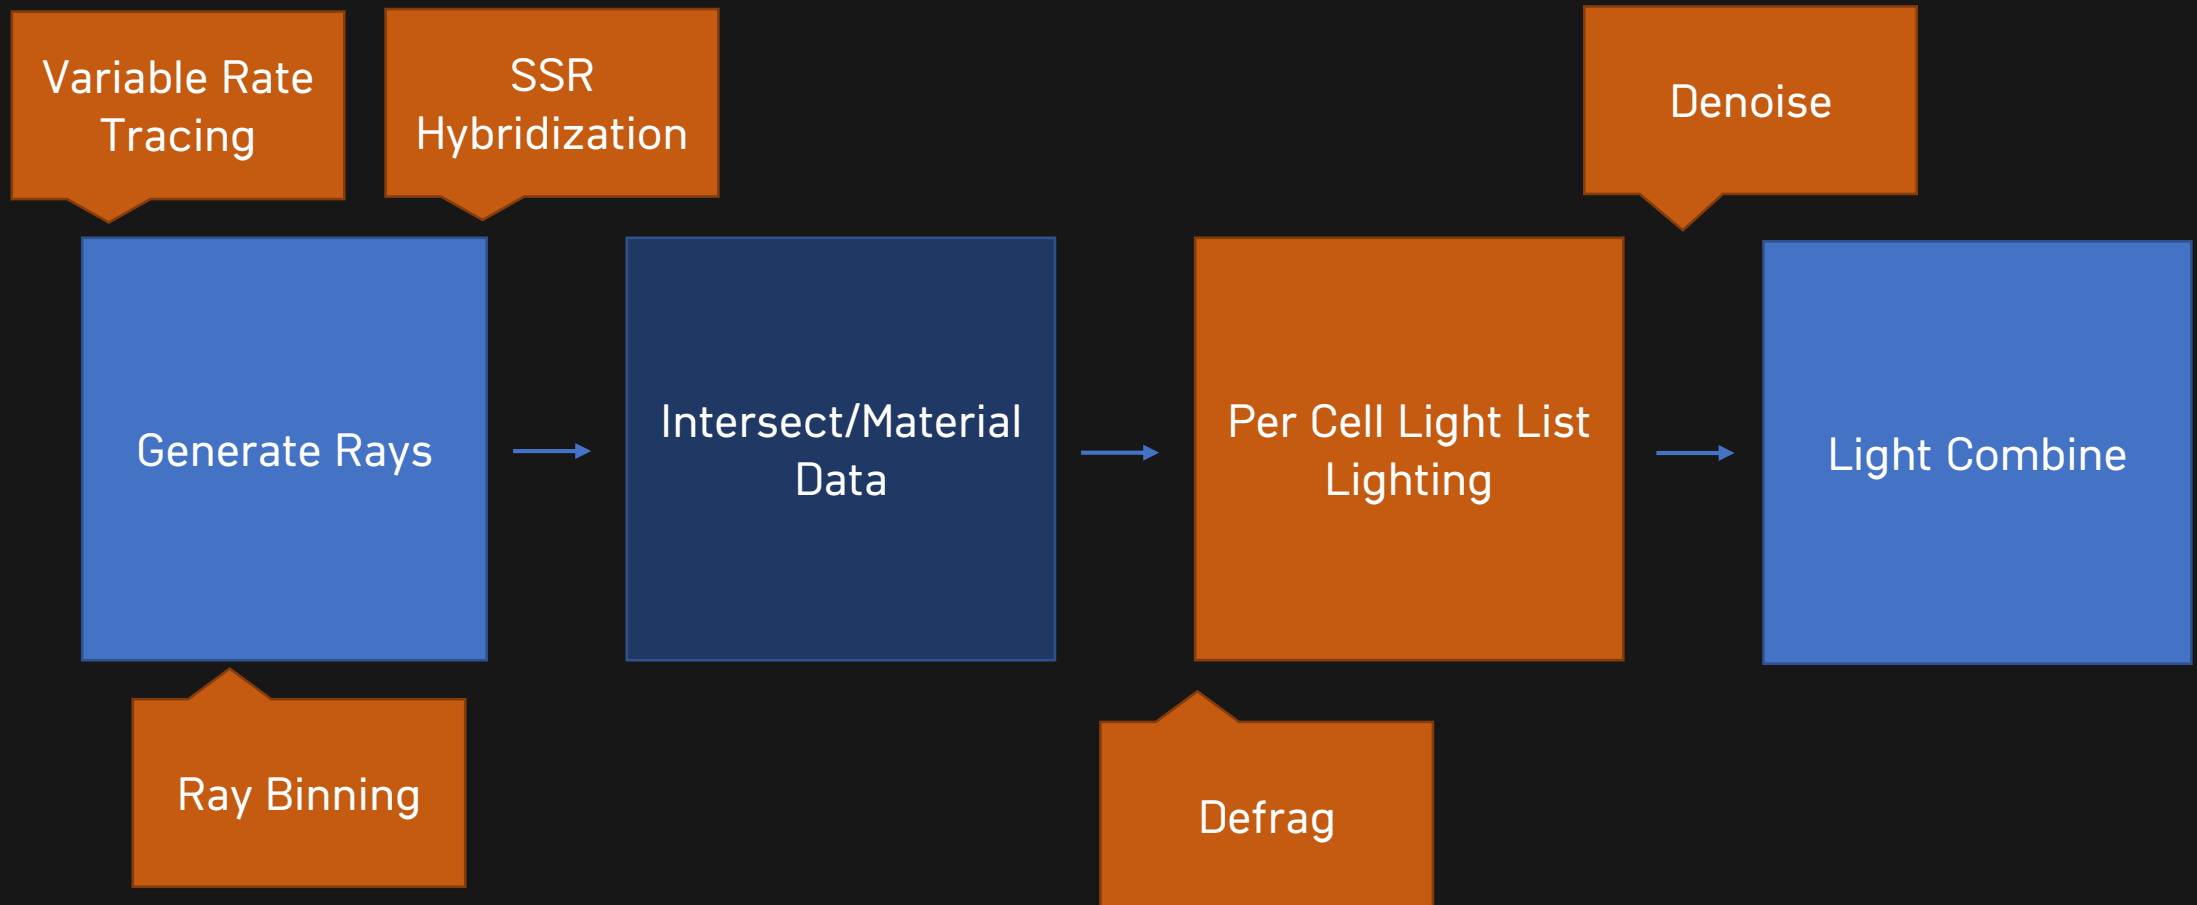 Variable Rate
Tracing
SSR
Hybridization
Denoise
Generate Rays
Intersect/Material
Data
Per Cell Light List
Lighting
Light Combine
Ray Binning
Defrag